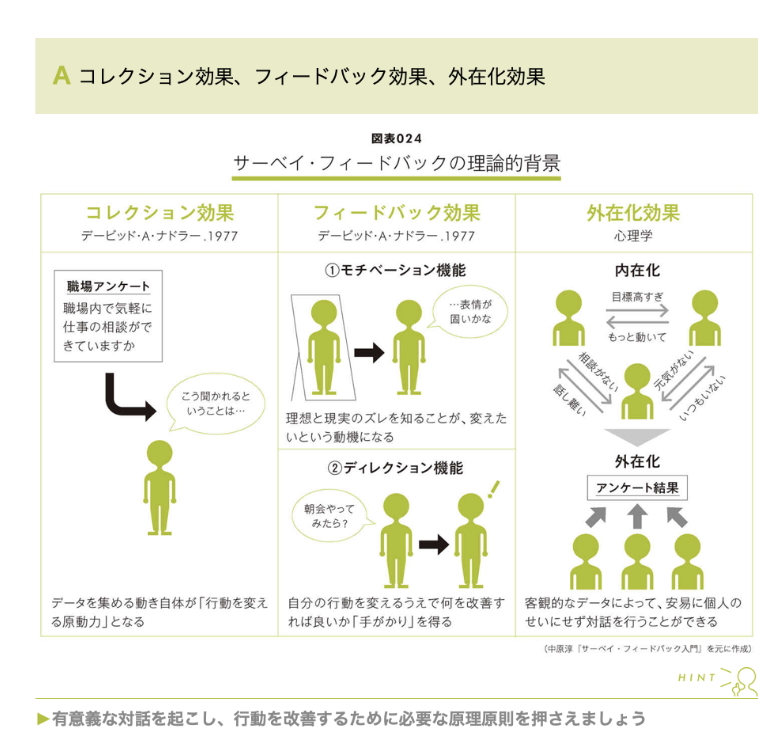 A コレクション効果、フィードバック効果、外在化効果
図表024
サーベイ・フィードバックの理論的背景
コレクション効果
デービッド・A・ナドラー.1977
職場アンケート
職場内で気軽に
仕事の相談がで
きていますか
こう聞かれると
いうことは…
データを集める動き自体が「行動を変え
る原動力」となる
フィードバック効果
デービッド・A・ナドラー.1977
①モチベーション機能
…表情が
固いかな
理想と現実のズレを知ることが、変えた
いという動機になる
②ディレクション機能
朝会やって
みたら？
自分の行動を変えるうえで何を改善す
れば良いか「手がかり」を得る
外在化効果
心理学
内在化
目標高すぎ
もっと動いて
相談がない
話し難い
元気がない
いつもいない
外在化
アンケート結果
客観的なデータによって、安易に個人の
せいにせず対話を行うことができる
（中原淳『サーベイ・フィードバック入門』を元に作成）
HINT
▶有意義な対話を起こし、行動を改善するために必要な原理原則を押さえましょう